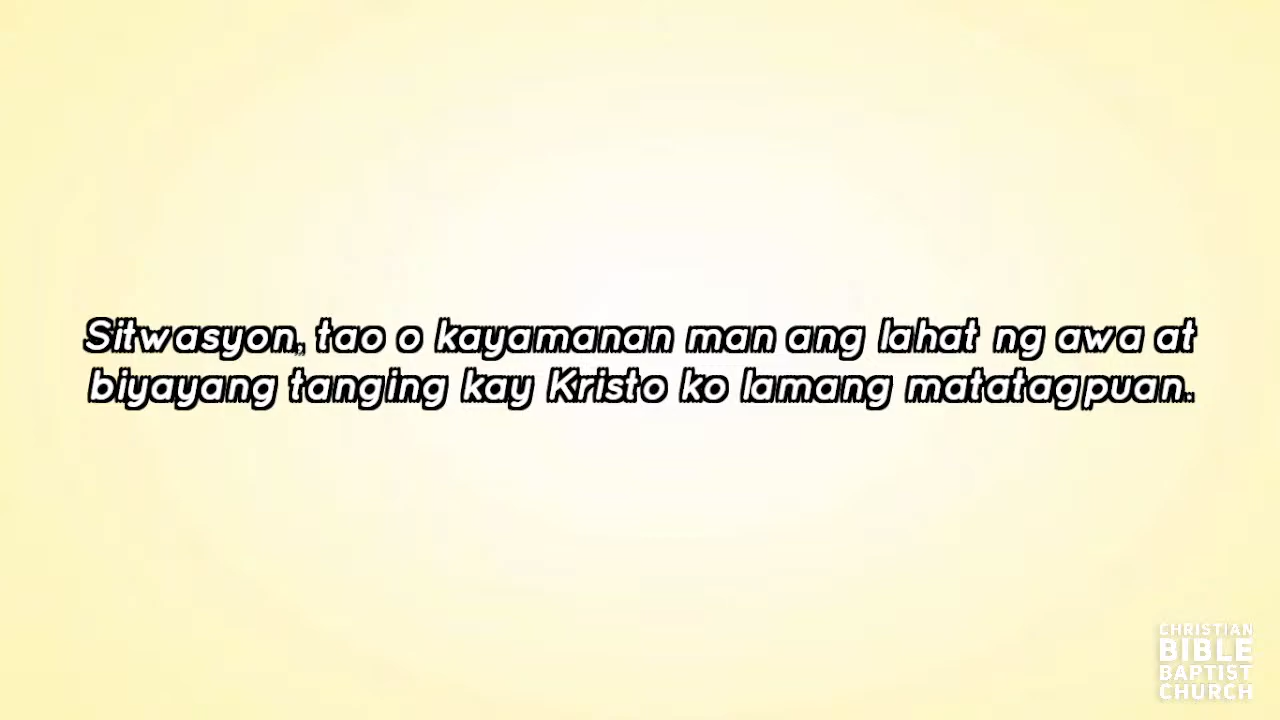 Sitwasyon, tao o kayamanan man ang lahat ng awa at
biyayang tanging kay Kristo ko lamang matatagpuan.
CHRISTIAN
BIBLE
BAPTIST
CHURCH